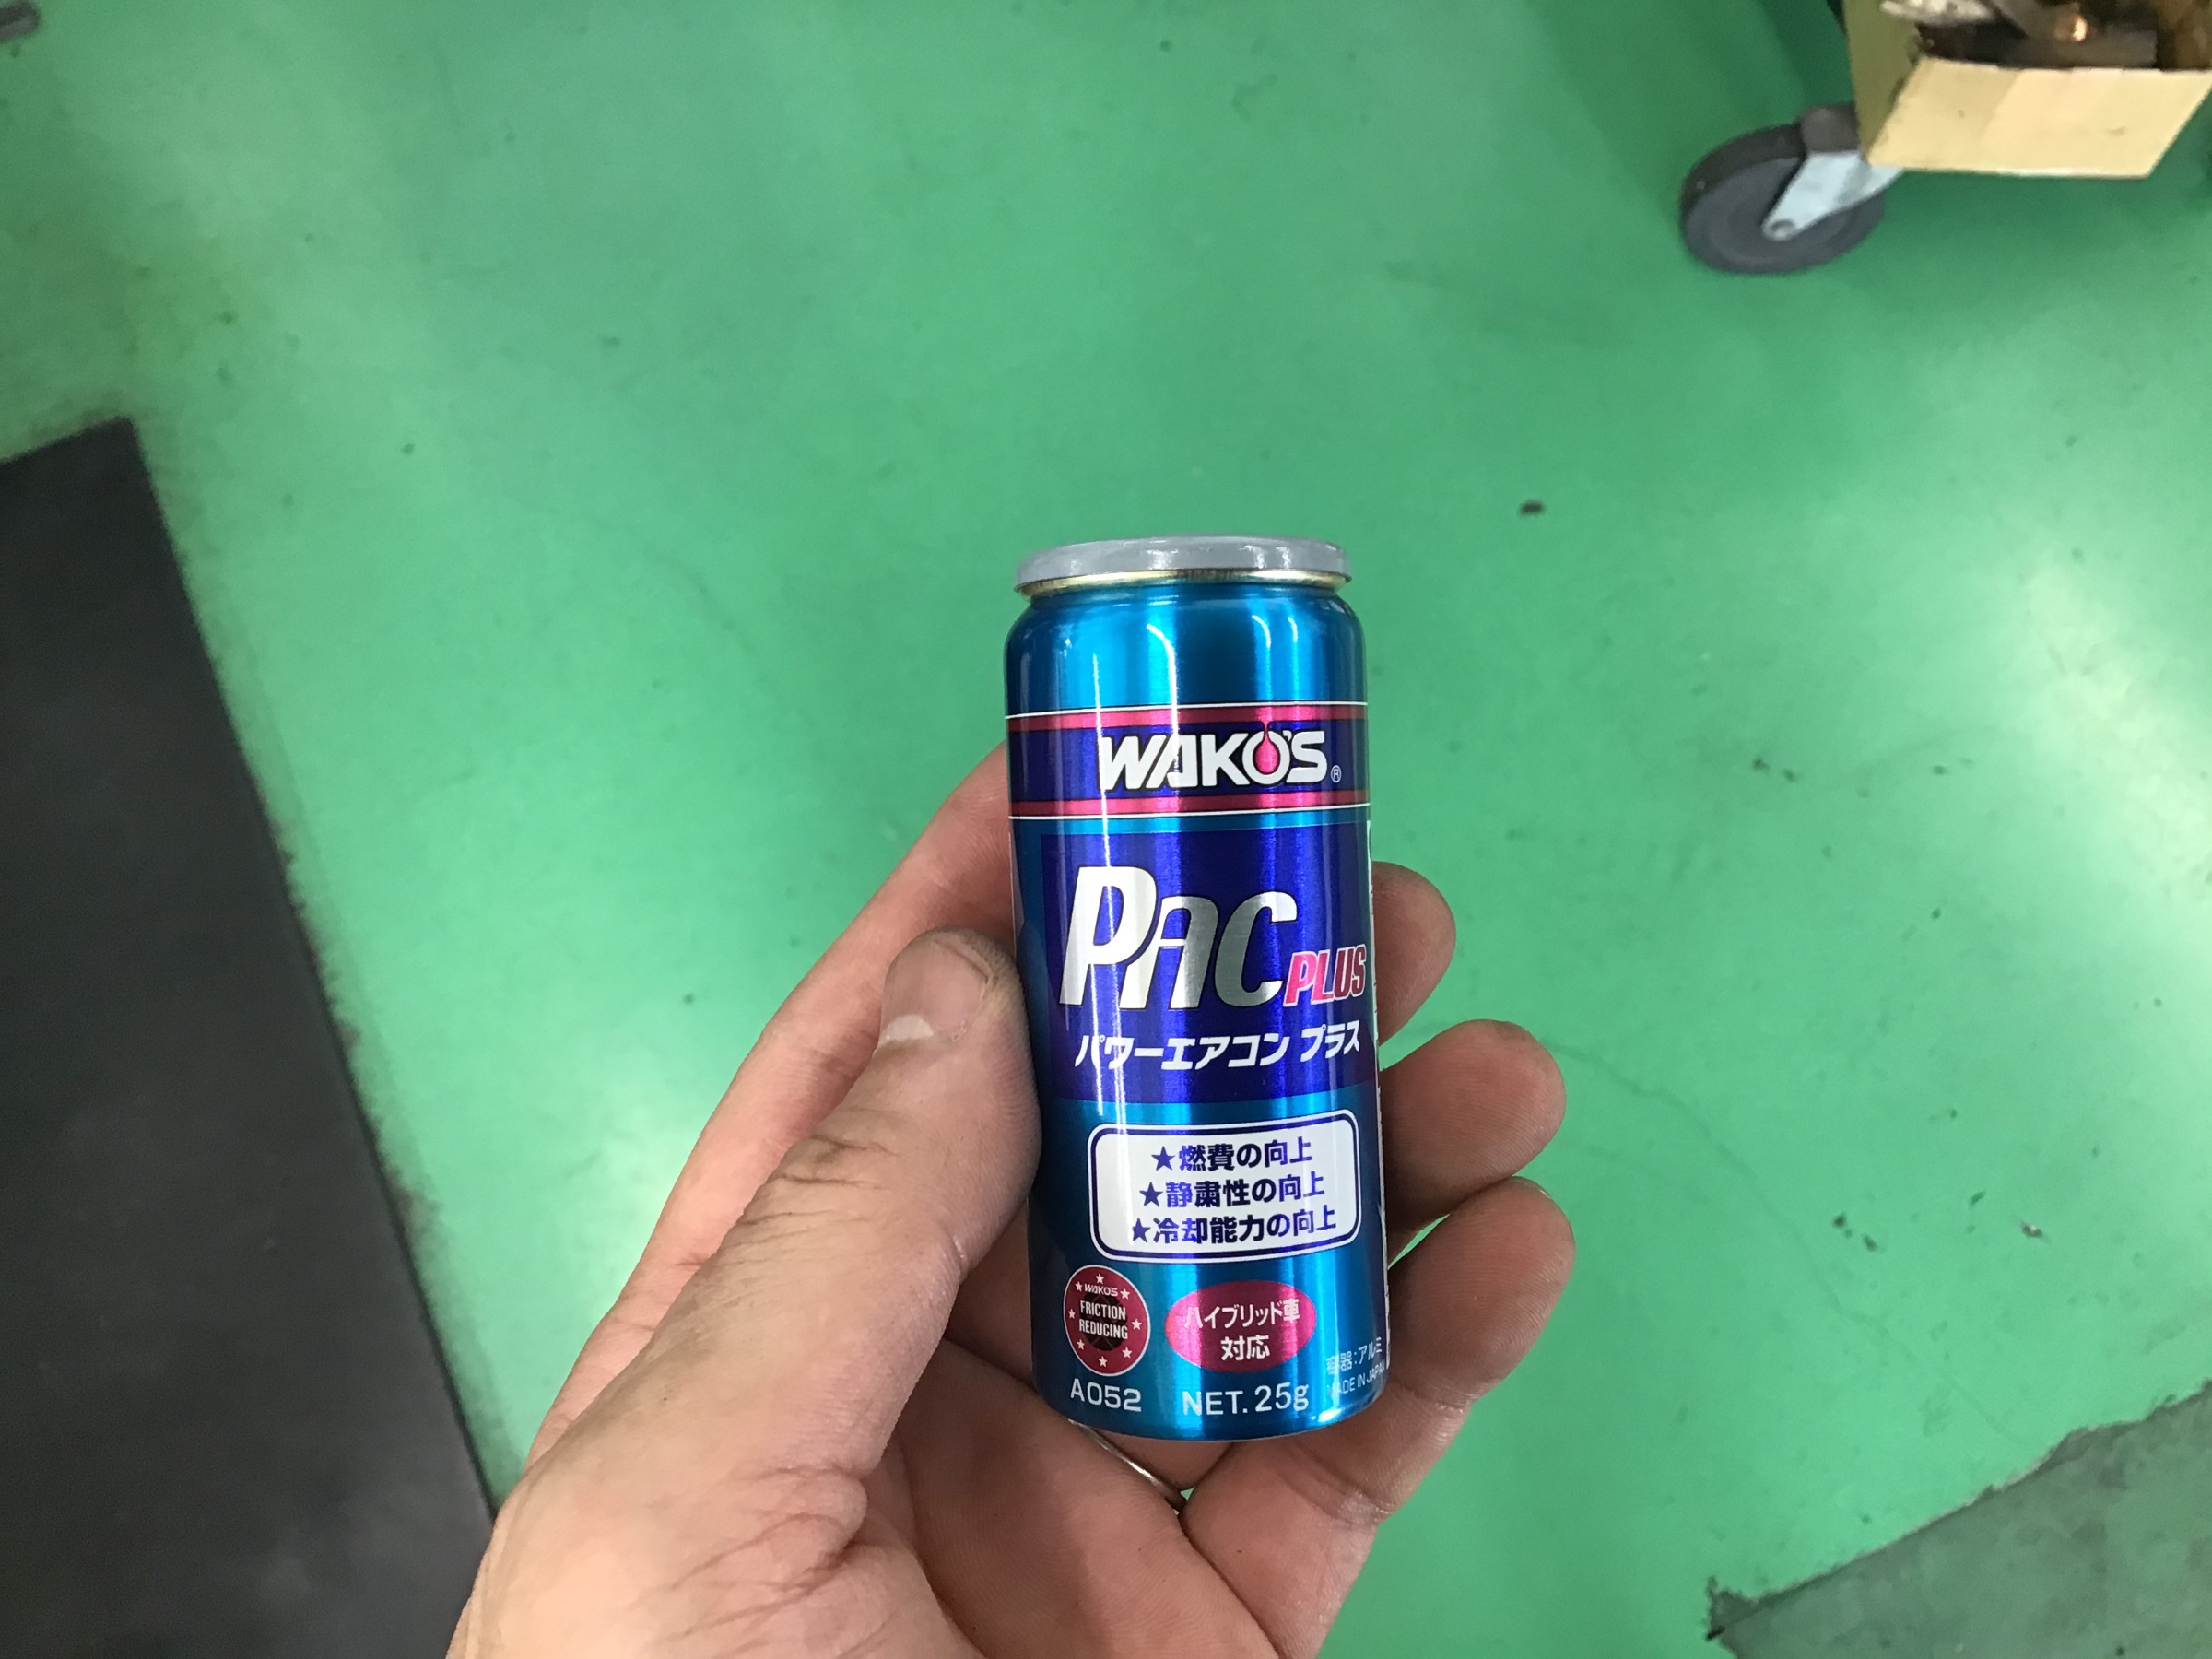 WAKO'S®
PAC PLUS
パワーエアコン プラス
★燃費の向上
★静粛性の向上
★冷却能力の向上
WAKO'S
FRICTION
REDUCING
ハイブリッド車
対応
容器:アルミ
MADE IN JAPAN
A052
NET. 25g